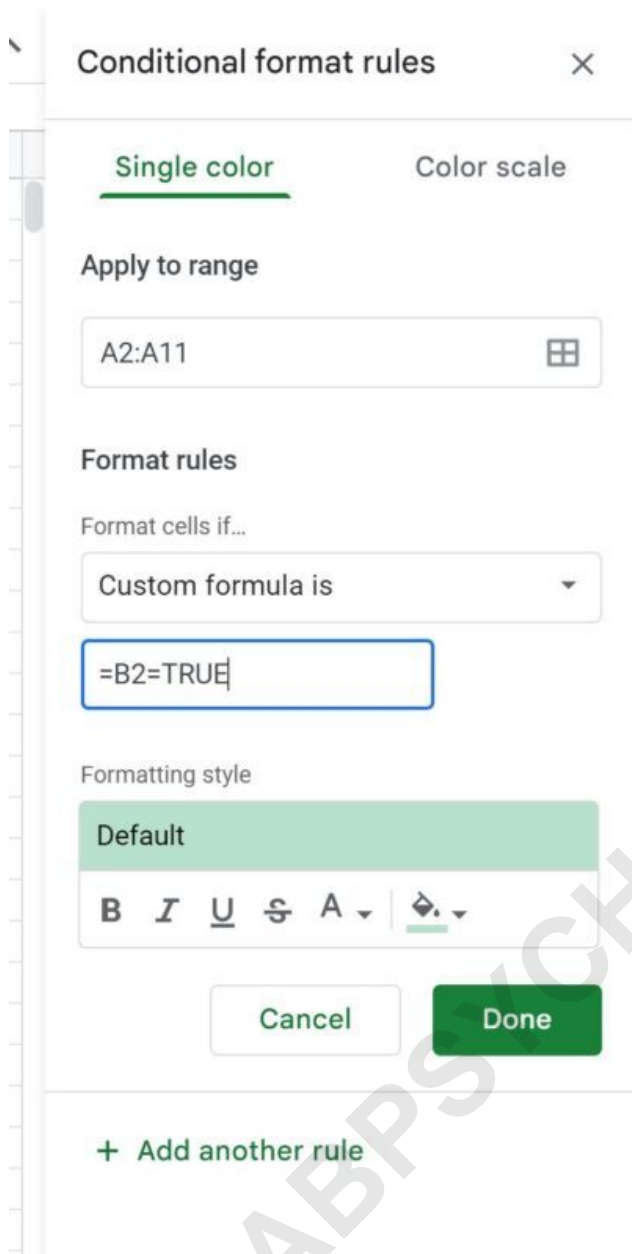 Conditional format rules
Single color Color scale
Apply to range
A2:A11
Format rules
Format cells if...
Custom formula is
=B2=TRUE
Formatting style
Default
B I U S A
Cancel Done
+ Add another rule
ABPSYCH